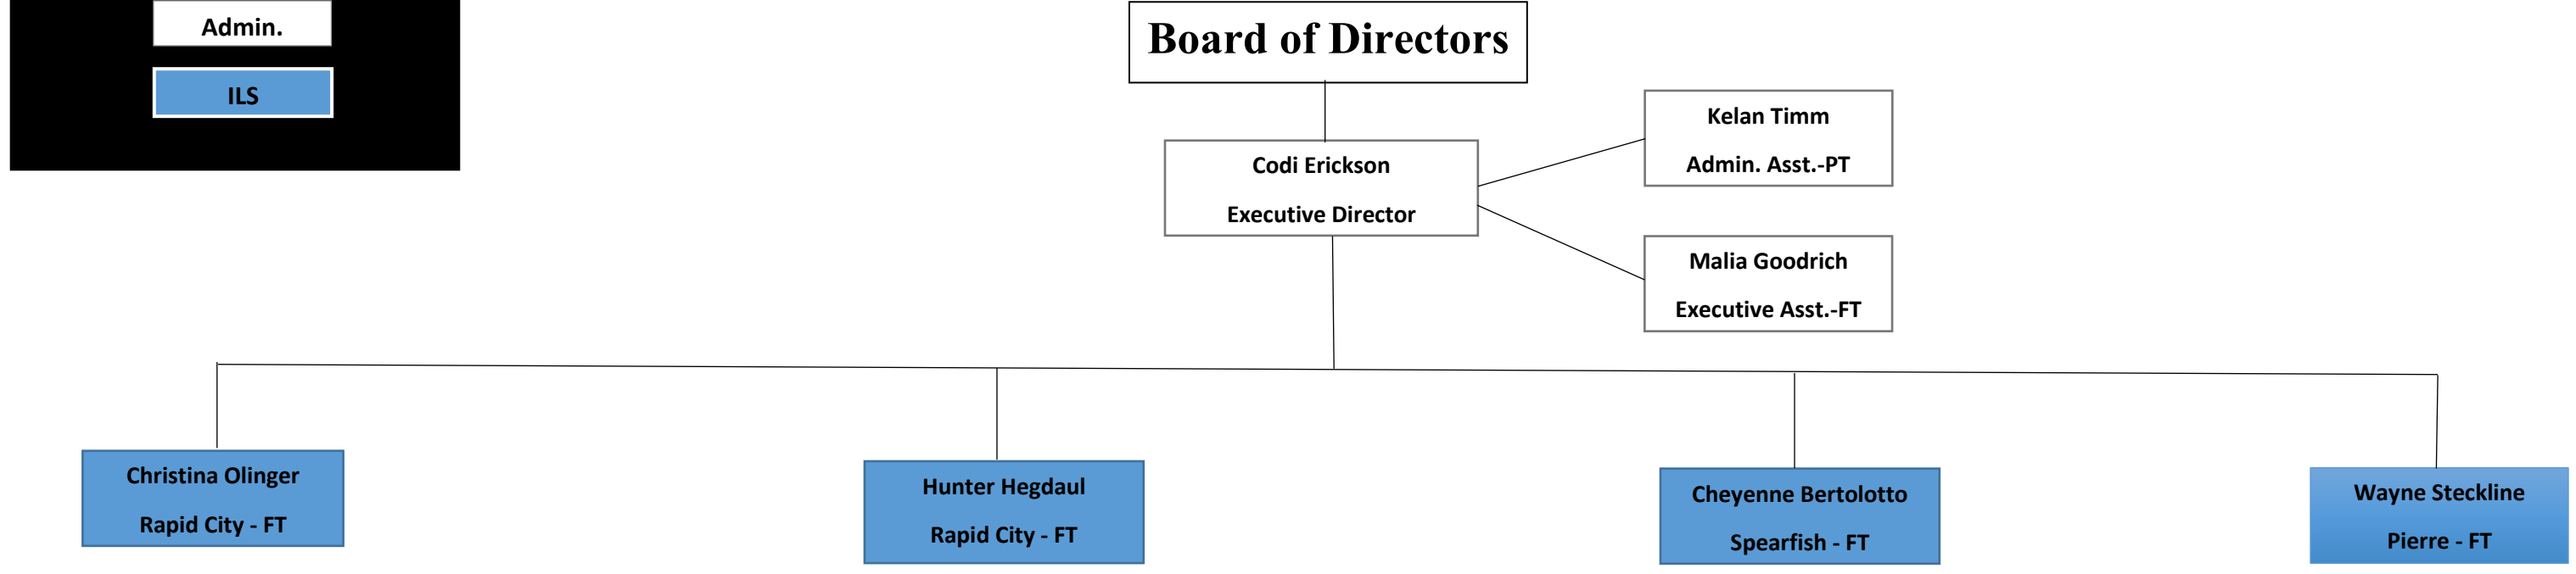 Admin.
ILS
Board of Directors
Codi Erickson
Executive Director
Kelan Timm
Admin. Asst.-PT
Malia Goodrich
Executive Asst.-FT
Christina Olinger
Rapid City - FT
Hunter Hegdaul
Rapid City - FT
Cheyenne Bertolotto
Spearfish - FT
Wayne Steckline
Pierre - FT